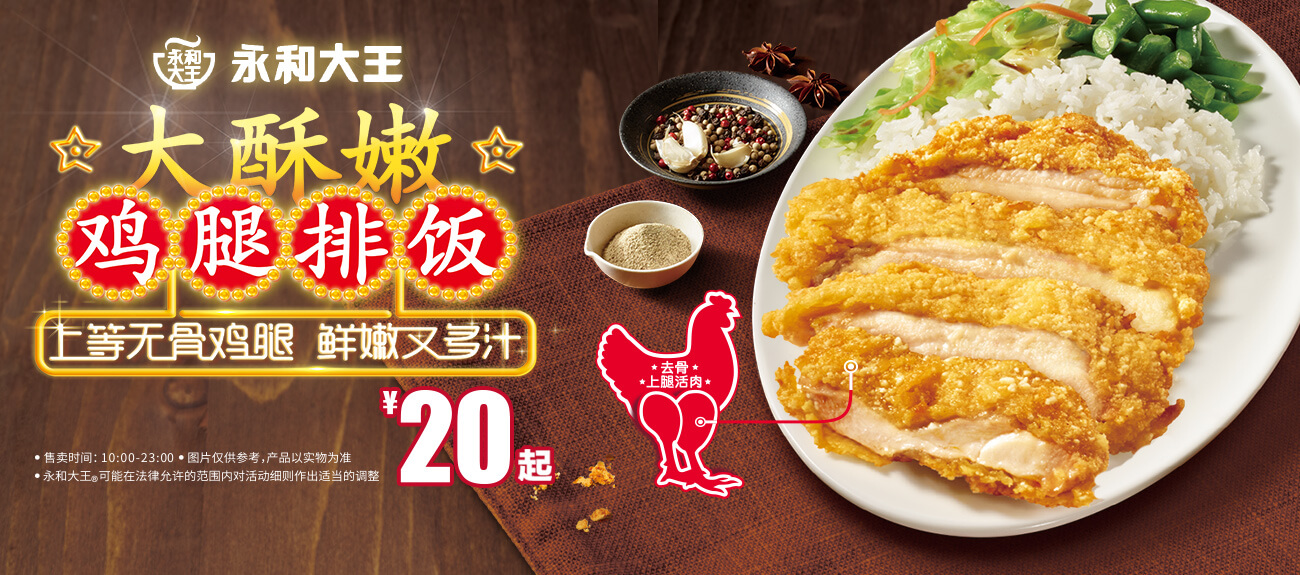 永和大王
永和大王
大酥嫩
鸡腿排饭
上等无骨鸡腿 鲜嫩又多汁
¥20起
• 售卖时间: 10:00-23:00 • 图片仅供参考,产品以实物为准
• 永和大王®可能在法律允许的范围内对活动细则作出适当的调整
★去骨★
★上腿活肉★